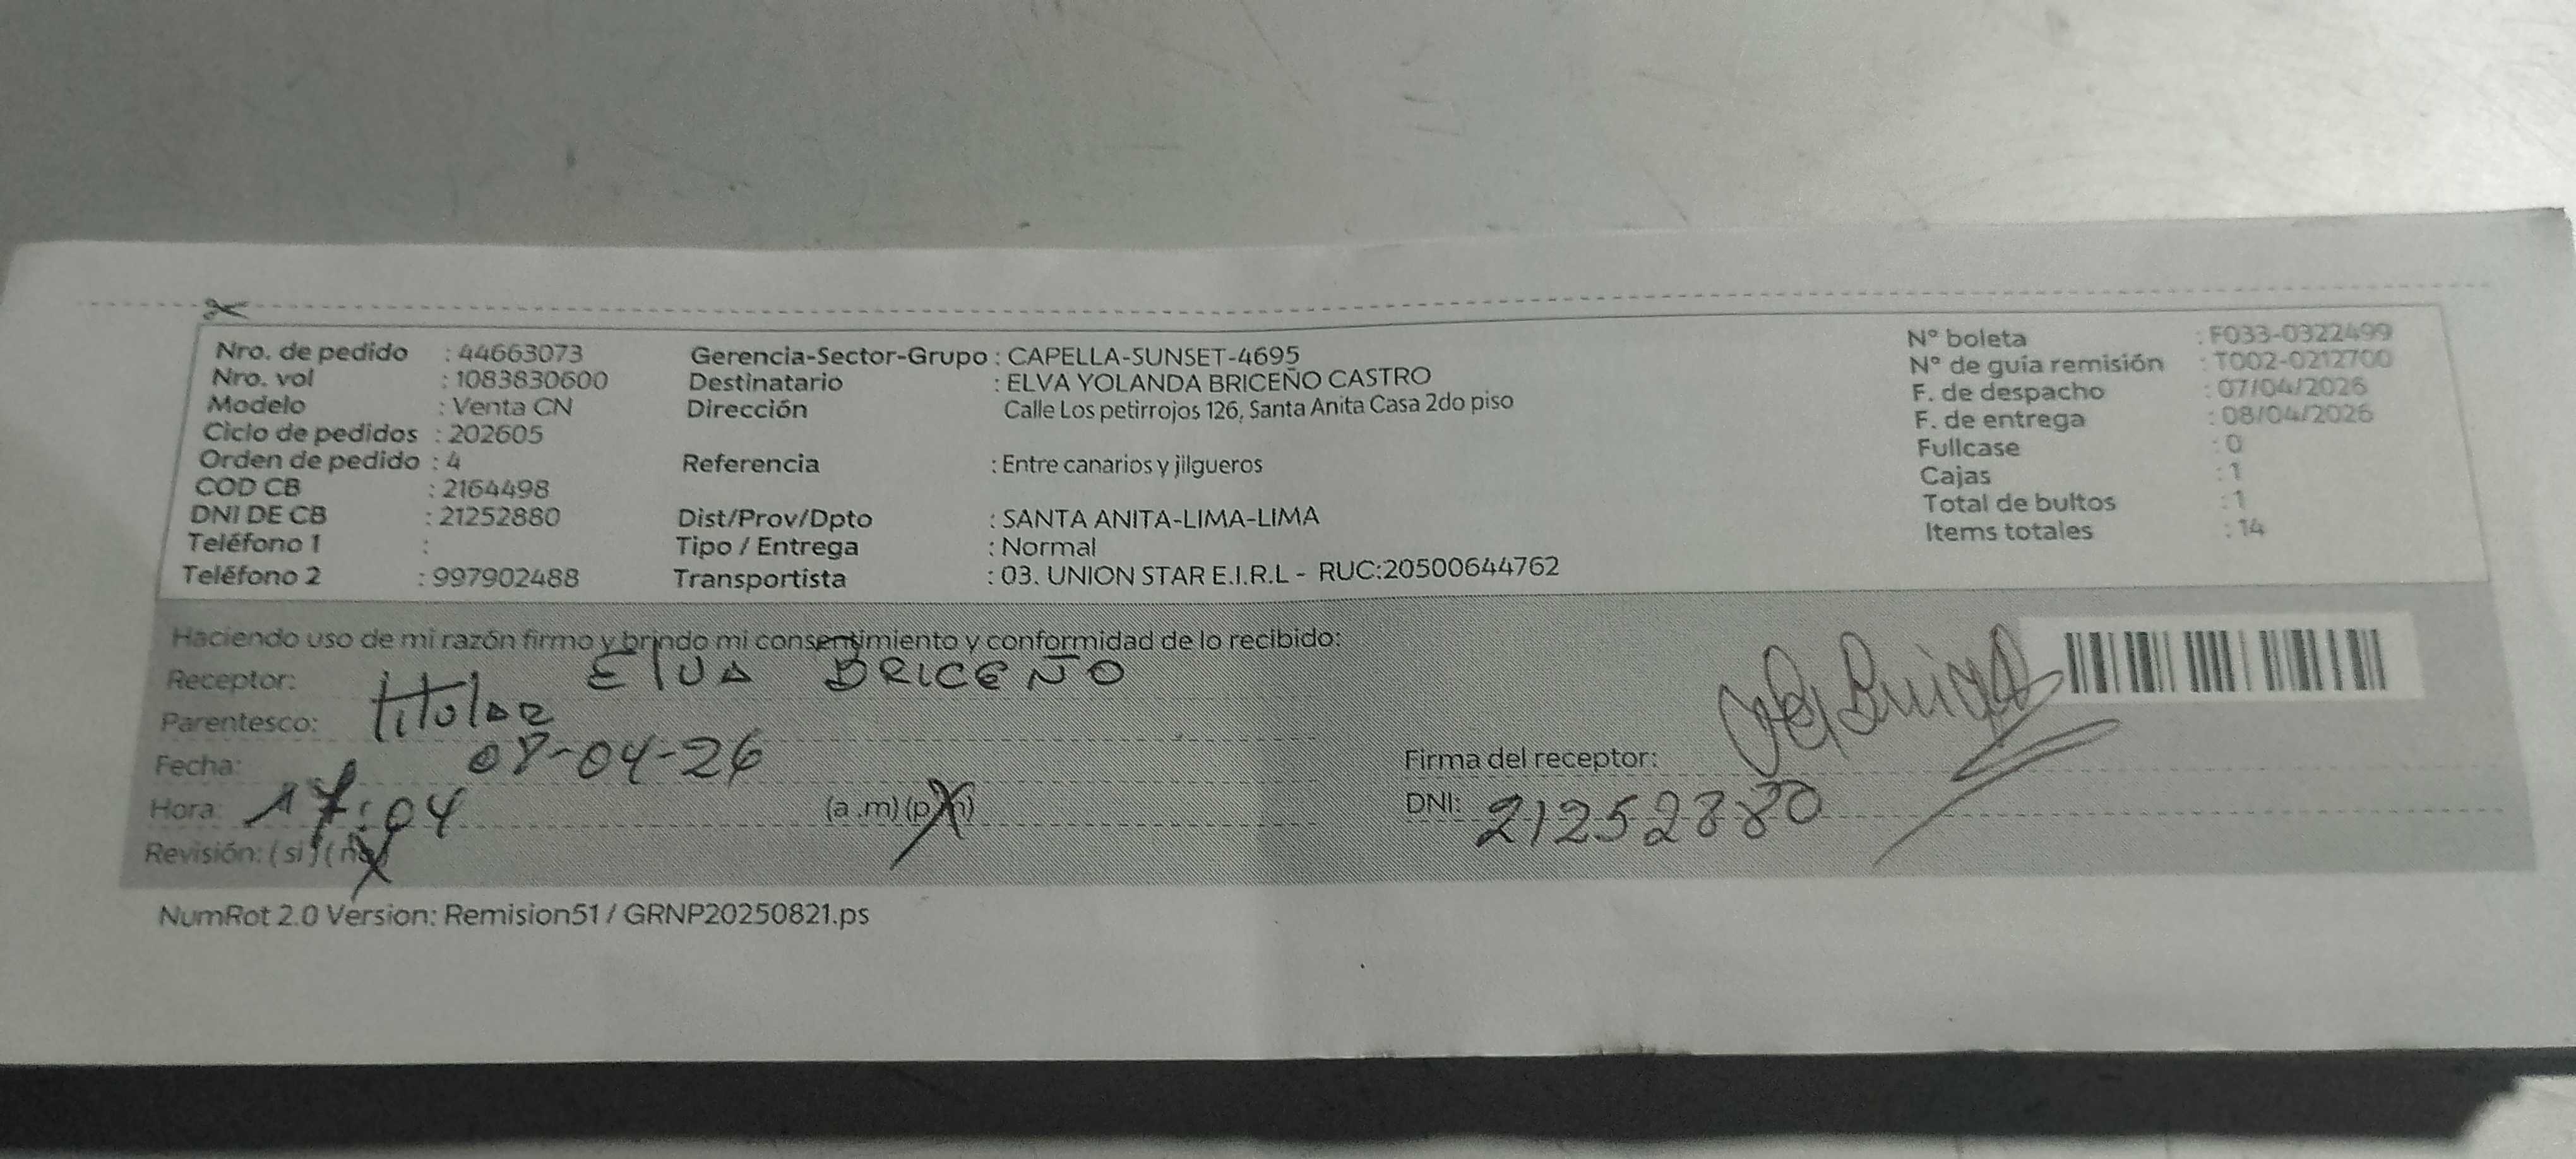 Nro. de pedido : 44663073
Nro. vol : 1083830600
Modelo : Venta CN
Ciclo de pedidos : 202605
Orden de pedido : 4
COD CB : 2164498
DNI DE CB : 21252880
Teléfono 1 :
Teléfono 2 : 997902488
Gerencia-Sector-Grupo : CAPELLA-SUNSET-4695
Destinatario : ELVA YOLANDA BRICEÑO CASTRO
Dirección Calle Los petirrojos 126, Santa Anita Casa 2do piso
Referencia : Entre canarios y jilgueros
Dist/Prov/Dpto : SANTA ANITA-LIMA-LIMA
Tipo / Entrega : Normal
Transportista : 03. UNION STAR E.I.R.L - RUC:20500644762
N° boleta : F033-0322499
N° de guía remisión : T002-0212700
F. de despacho : 07/04/2026
F. de entrega : 08/04/2026
Fullcase : 0
Cajas : 1
Total de bultos : 1
Items totales : 14
Haciendo uso de mi razón firmo y brindo mi consentimiento y conformidad de lo recibido:
Receptor: ELVA BRICEÑO
Parentesco: titular
Fecha: 08-04-26
Hora: 17:04 (a .m) (p.m)
Revisión: ( si ) ( no )
Firma del receptor:
DNI: 21252880
NumRot 2.0 Version: Remision51 / GRNP20250821.ps